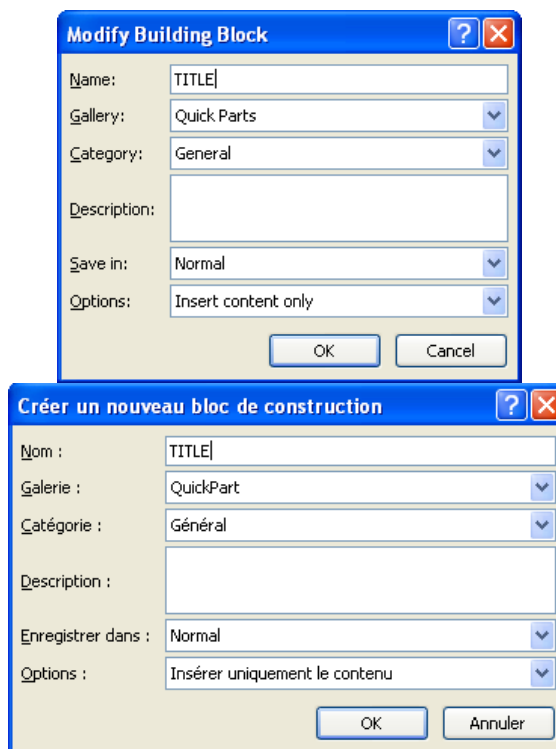 Modify Building Block
Name: TITLE
Gallery: Quick Parts
Category: General
Description:
Save in: Normal
Options: Insert content only
OK Cancel
Créer un nouveau bloc de construction
Nom : TITLE
Galerie : QuickPart
Catégorie : Général
Description :
Enregistrer dans : Normal
Options : Insérer uniquement le contenu
OK Annuler